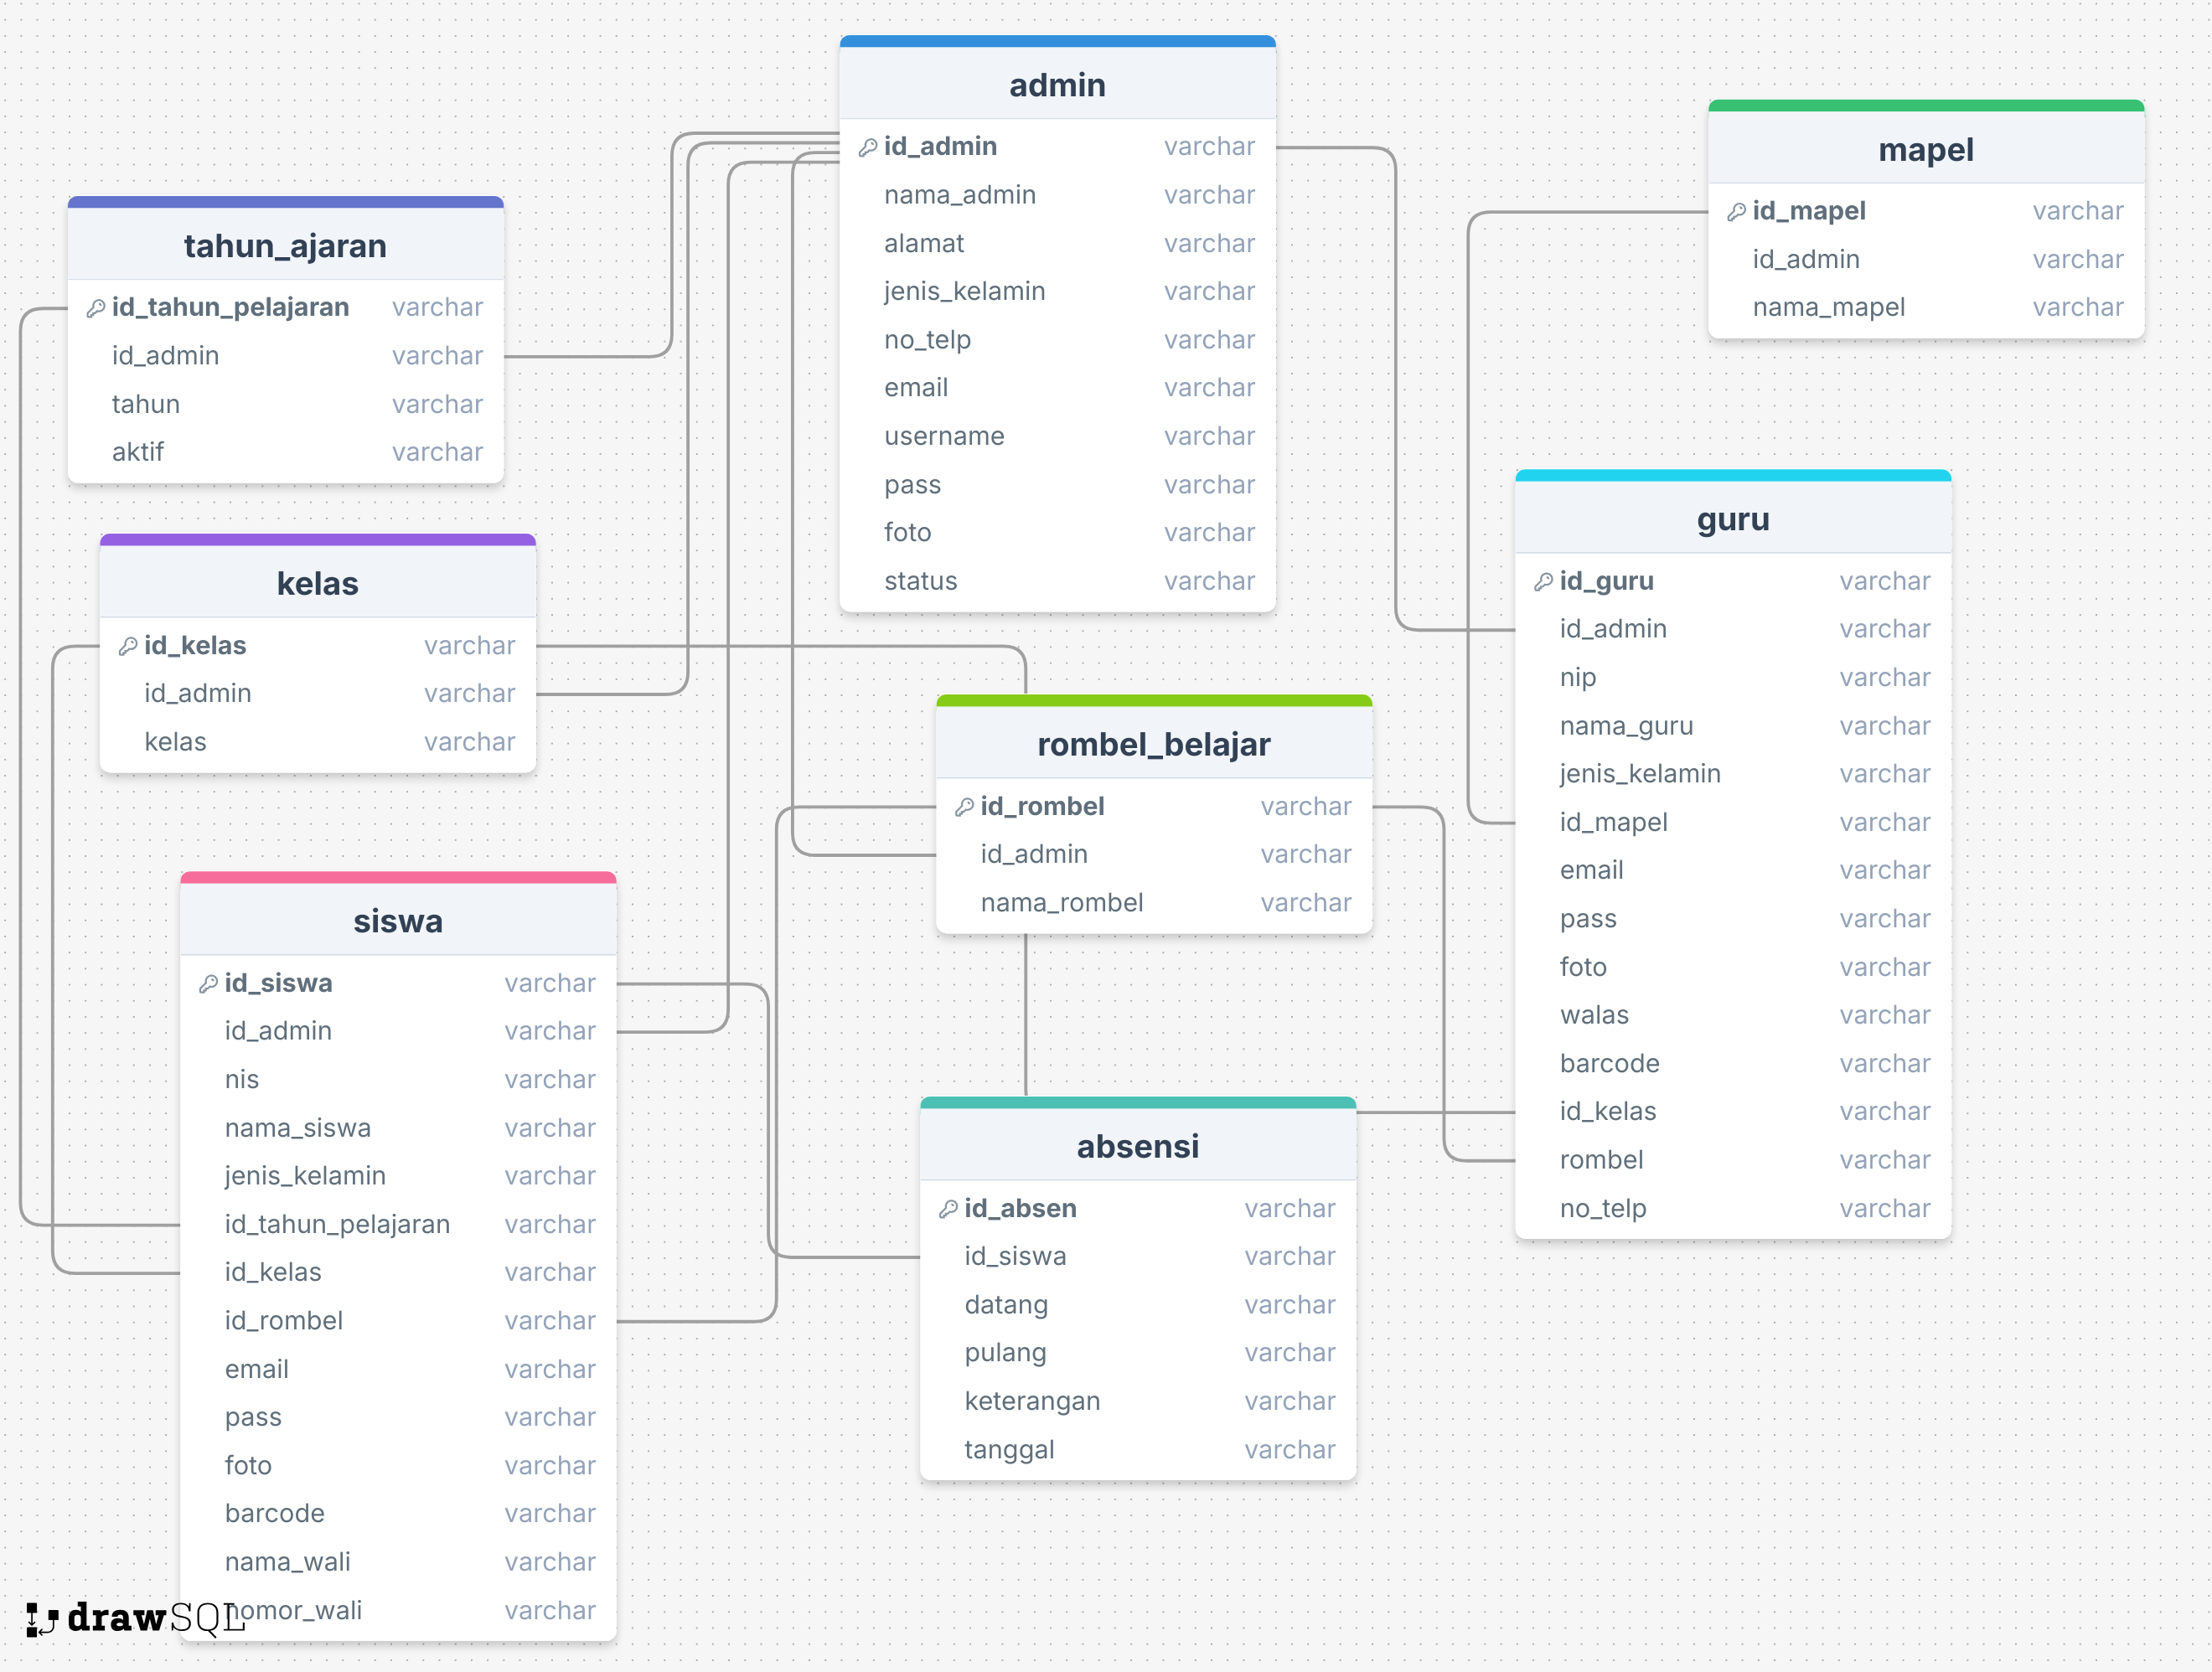 admin
id_admin varchar
nama_admin varchar
alamat varchar
jenis_kelamin varchar
no_telp varchar
email varchar
username varchar
pass varchar
foto varchar
status varchar
mapel
id_mapel varchar
id_admin varchar
nama_mapel varchar
tahun_ajaran
id_tahun_pelajaran varchar
id_admin varchar
tahun varchar
aktif varchar
guru
id_guru varchar
id_admin varchar
nip varchar
nama_guru varchar
jenis_kelamin varchar
id_mapel varchar
email varchar
pass varchar
foto varchar
walas varchar
barcode varchar
id_kelas varchar
rombel varchar
no_telp varchar
kelas
id_kelas varchar
id_admin varchar
kelas varchar
rombel_belajar
id_rombel varchar
id_admin varchar
nama_rombel varchar
siswa
id_siswa varchar
id_admin varchar
nis varchar
nama_siswa varchar
jenis_kelamin varchar
id_tahun_pelajaran varchar
id_kelas varchar
id_rombel varchar
email varchar
pass varchar
foto varchar
barcode varchar
nama_wali varchar
nomor_wali varchar
absensi
id_absen varchar
id_siswa varchar
datang varchar
pulang varchar
keterangan varchar
tanggal varchar
drawSQL